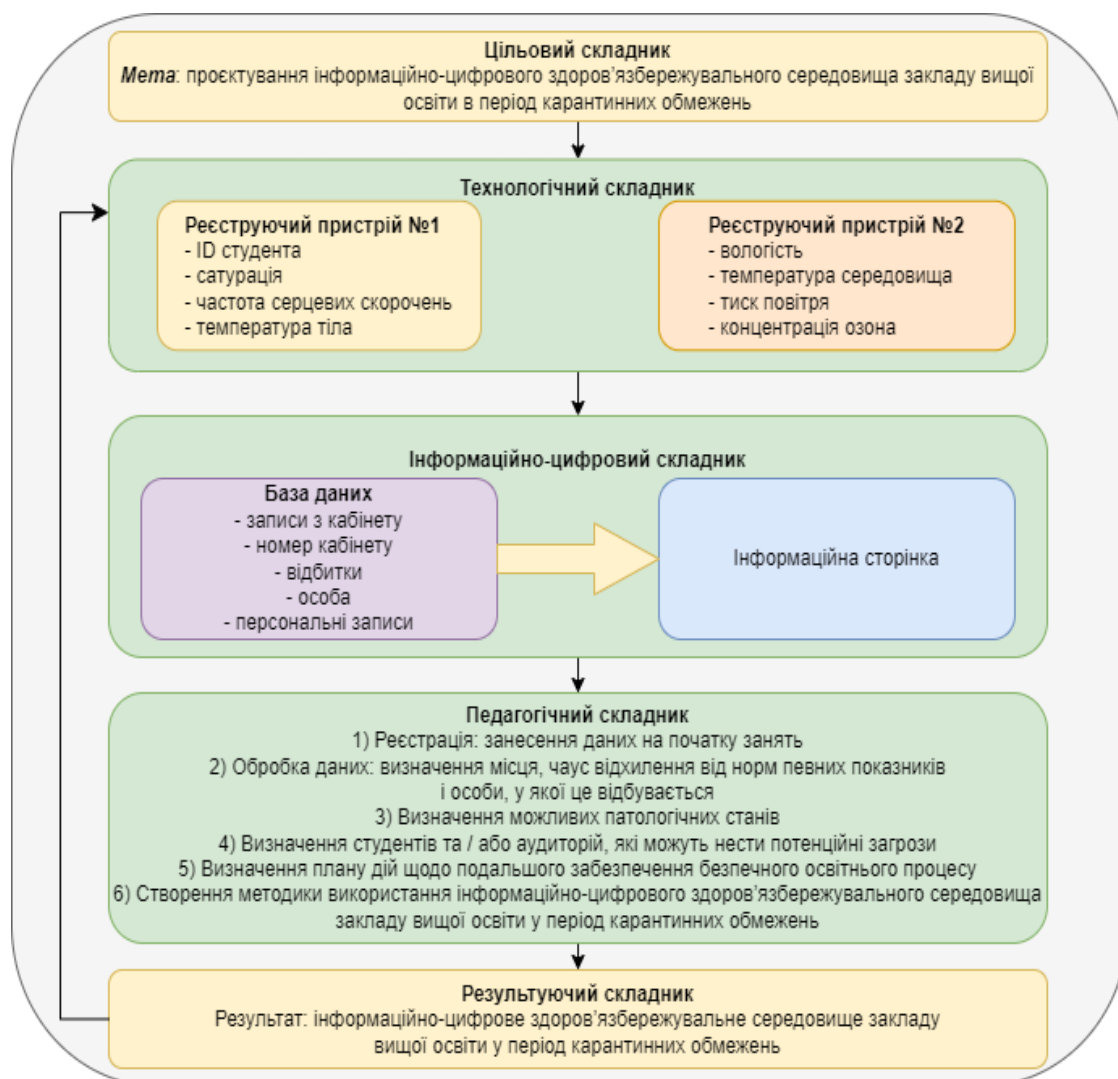 Цільовий складник
Мета: проєктування інформаційно-цифрового здоров'язбережувального середовища закладу вищої
освіти в період карантинних обмежень
Технологічний складник
Реєструючий пристрій №1
- ID студента
- сатурація
- частота серцевих скорочень
- температура тіла
Реєструючий пристрій №2
- вологість
- температура середовища
- тиск повітря
- концентрація озона
Інформаційно-цифровий складник
База даних
- записи з кабінету
- номер кабінету
- відбитки
- особа
- персональні записи
Інформаційна сторінка
Педагогічний складник
1) Реєстрація: занесення даних на початку занять
2) Обробка даних: визначення місця, чаус відхилення від норм певних показників
і особи, у якої це відбувається
3) Визначення можливих патологічних станів
4) Визначення студентів та / або аудиторій, які можуть нести потенційні загрози
5) Визначення плану дій щодо подальшого забезпечення безпечного освітнього процесу
6) Створення методики використання інформаційно-цифрового здоров'язбережувального середовища
закладу вищої освіти у період карантинних обмежень
Результуючий складник
Результат: інформаційно-цифрове здоров'язбережувальне середовище закладу
вищої освіти у період карантинних обмежень